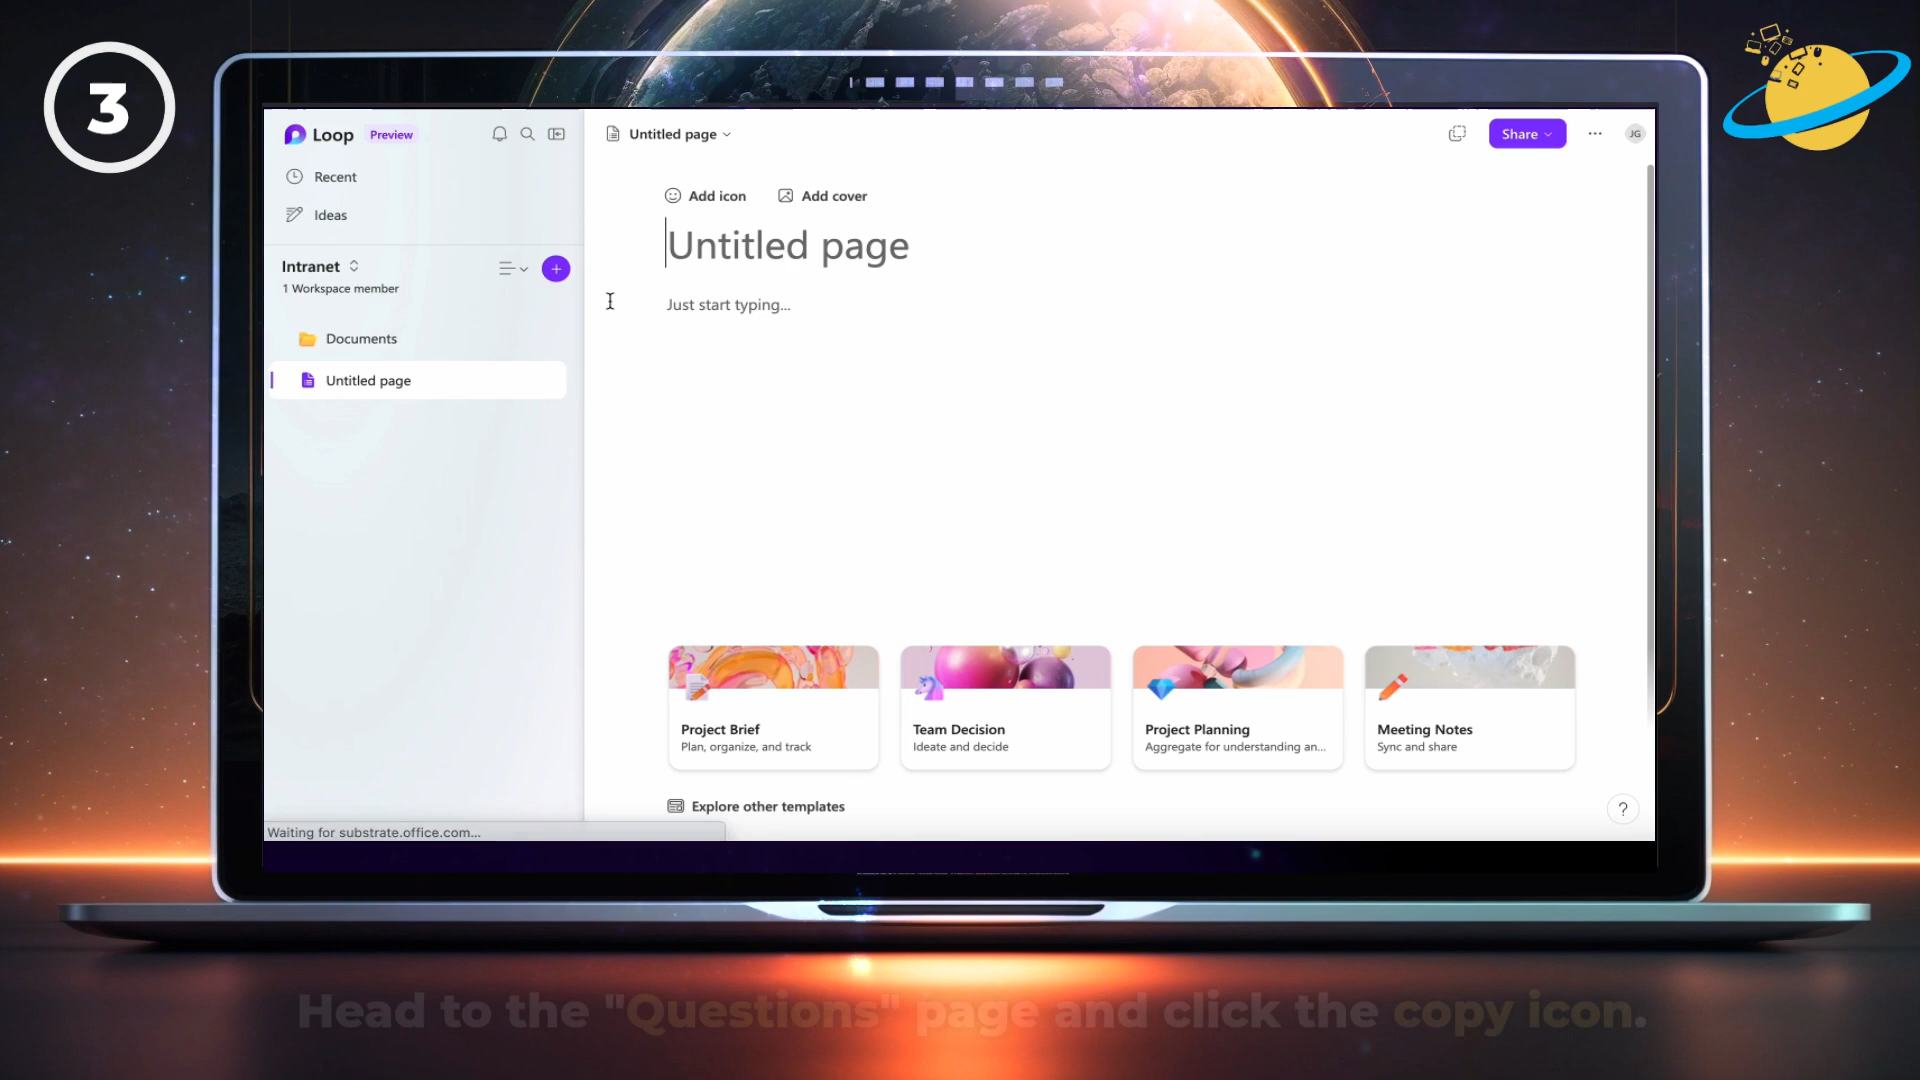 3
Loop Preview
Recent
Ideas
Intranet
1 Workspace member
Documents
Untitled page
Waiting for substrate.office.com...
Untitled page
Share
JG
Add icon
Add cover
Untitled page
Just start typing...
Project Brief
Plan, organize, and track
Team Decision
Ideate and decide
Project Planning
Aggregate for understanding an...
Meeting Notes
Sync and share
Explore other templates
?
Head to the "Questions" page and click the copy icon.